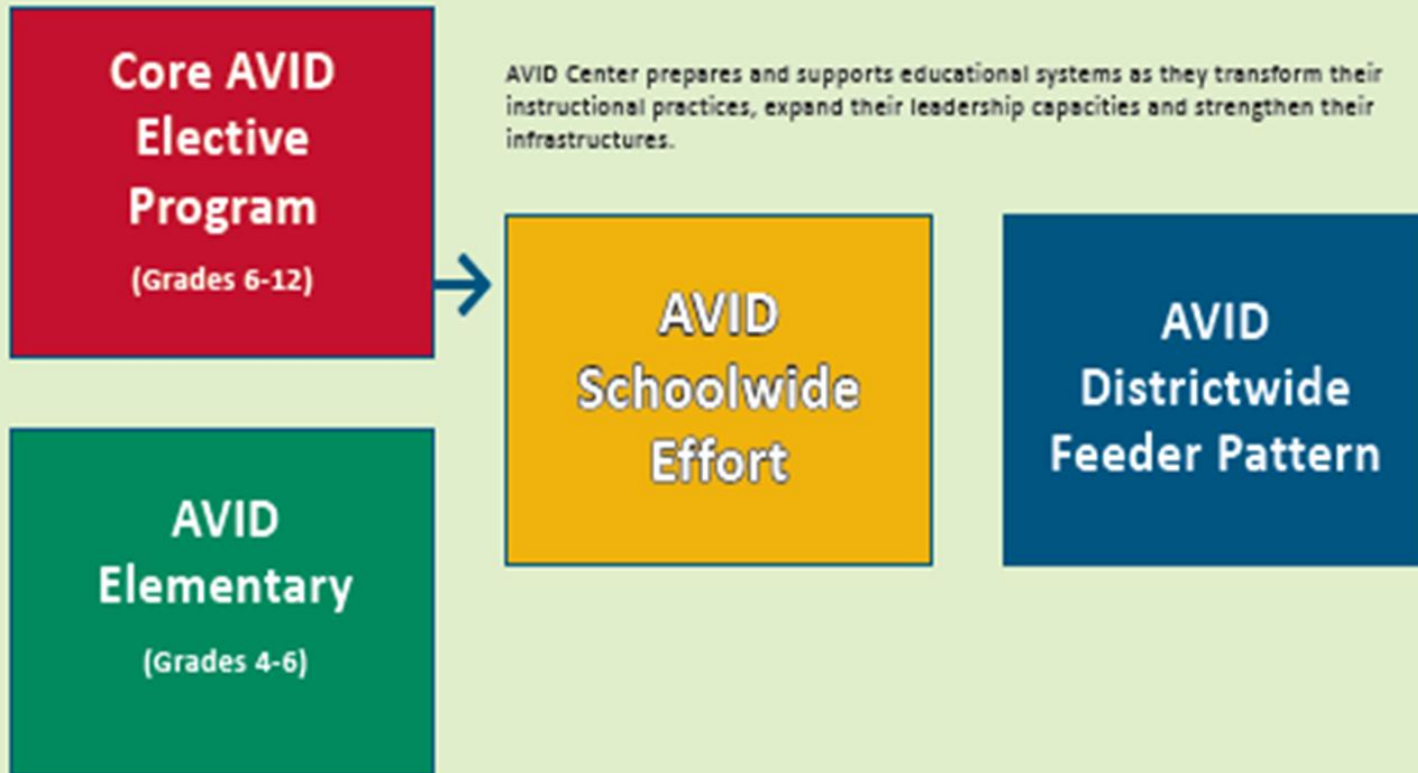 Core AVID
Elective
Program
(Grades 6-12)
AVID Center prepares and supports educational systems as they transform their
instructional practices, expand their leadership capacities and strengthen their
infrastructures.
AVID
Schoolwide
Effort
AVID
Districtwide
Feeder Pattern
AVID
Elementary
(Grades 4-6)